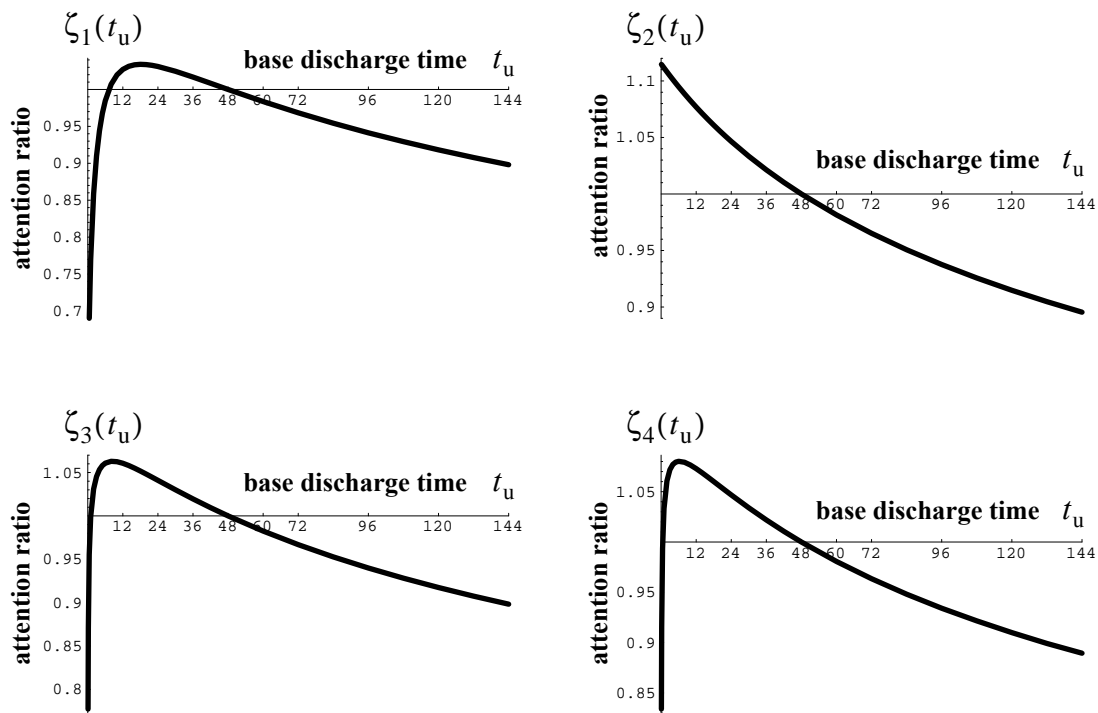 ζ1(tu)
base discharge time tu
12 24 36 48 60 72 96 120 144
0.95
0.9
0.85
0.8
0.75
0.7
attention ratio
ζ2(tu)
1.1
1.05
base discharge time tu
12 24 36 48 60 72 96 120 144
0.95
0.9
attention ratio
ζ3(tu)
1.05
base discharge time tu
12 24 36 48 60 72 96 120 144
0.95
0.9
0.85
0.8
attention ratio
ζ4(tu)
1.05
base discharge time tu
12 24 36 48 60 72 96 120 144
0.95
0.9
0.85
attention ratio